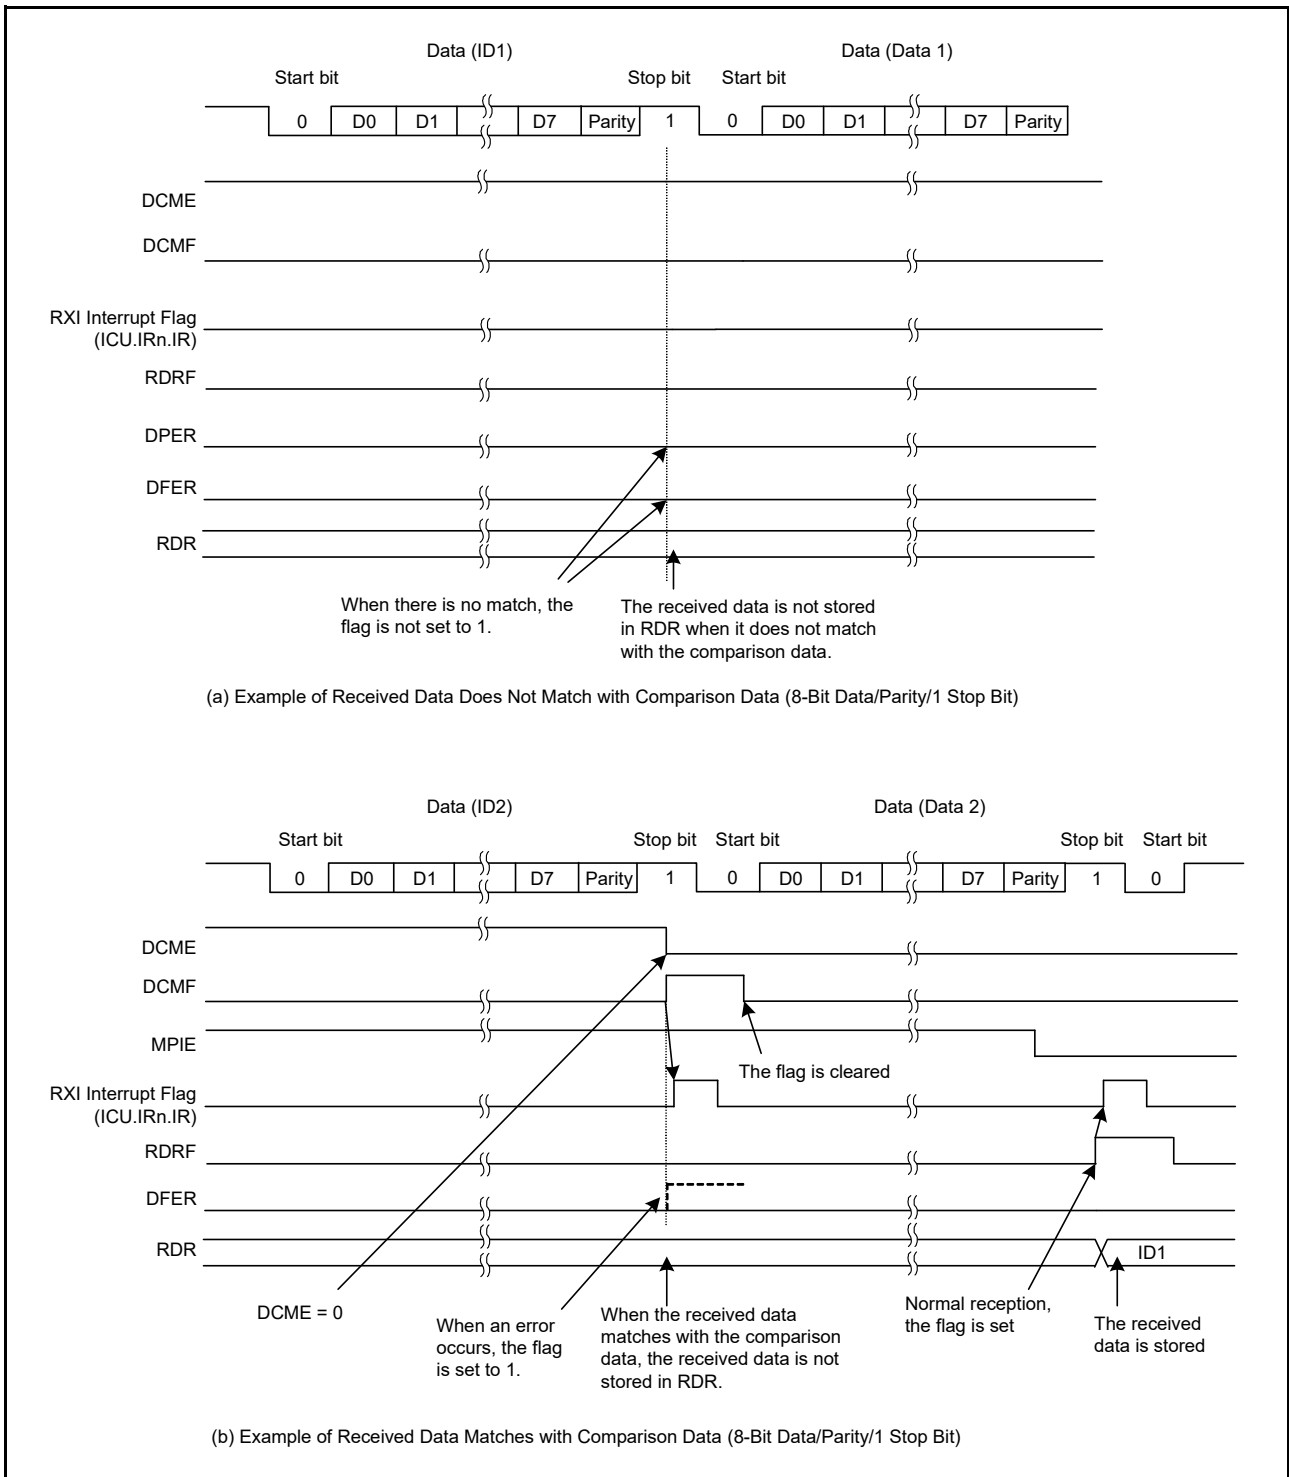 Data (ID1) Data (Data 1)
Start bit Stop bit Start bit
0 D0 D1 D7 Parity 1 0 D0 D1 D7 Parity
DCME
DCMF
RXI Interrupt Flag
(ICU.IRn.IR)
RDRF
DPER
DFER
RDR
When there is no match, the
flag is not set to 1.
The received data is not stored
in RDR when it does not match
with the comparison data.
(a) Example of Received Data Does Not Match with Comparison Data (8-Bit Data/Parity/1 Stop Bit)
Data (ID2) Data (Data 2)
Start bit Stop bit Start bit Stop bit Start bit
0 D0 D1 D7 Parity 1 0 D0 D1 D7 Parity 1 0
DCME
DCMF
MPIE
The flag is cleared
RXI Interrupt Flag
(ICU.IRn.IR)
RDRF
DFER
RDR ID1
DCME = 0
When an error
occurs, the flag
is set to 1.
When the received data
matches with the comparison
data, the received data is not
stored in RDR.
Normal reception,
the flag is set
The received
data is stored
(b) Example of Received Data Matches with Comparison Data (8-Bit Data/Parity/1 Stop Bit)